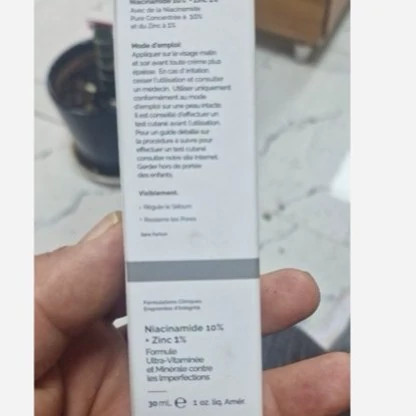 Niacinamide 10% + Zinc 1%
Avec de la Niacinamide
Pure Concentrée à 10%
et du Zinc à 1%
Mode d'emploi:
Appliquer sur le visage matin
et soir avant toute crème plus
épaisse. En cas d'irritation,
cesser l'utilisation et consulter
un médecin. Utiliser uniquement
conformément au mode
d'emploi sur une peau intacte.
Il est conseillé d'effectuer un
test cutané avant l'utilisation.
Pour un guide détaillé sur
la procédure à suivre pour
effectuer un test cutané
consulter notre site internet.
Garder hors de portée
des enfants.
Visiblement,
- Régule le Sébum
- Resserre les Pores
Sans Parfum
Formulations Cliniques
Empreintes d'Intégrité.
Niacinamide 10%
+ Zinc 1%
Formule
Ultra-Vitaminée
et Minérale contre
les Imperfections
30 mL ℮ 1 oz. liq. Amér.